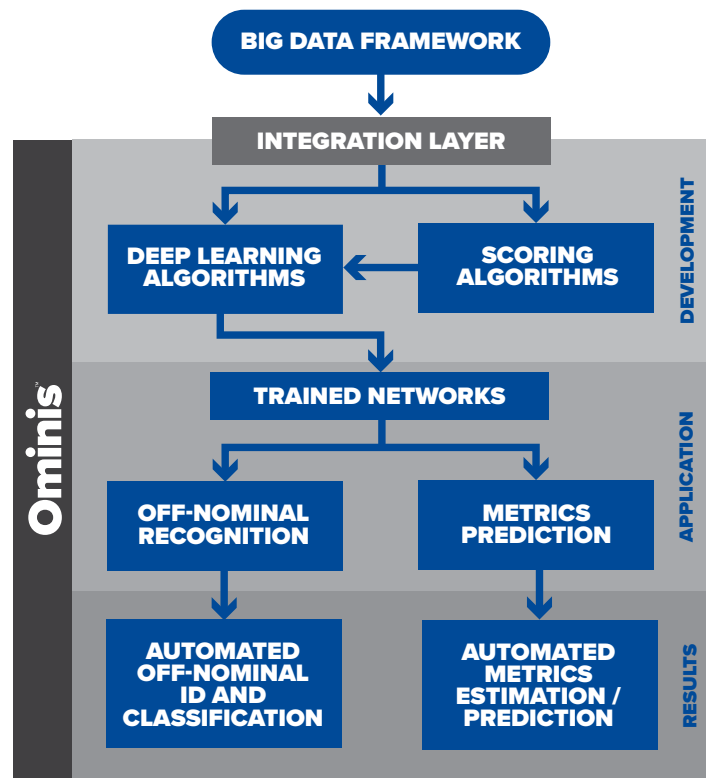 BIG DATA FRAMEWORK
INTEGRATION LAYER
DEEP LEARNING
ALGORITHMS
SCORING
ALGORITHMS
DEVELOPMENT
TRAINED NETWORKS
OFF-NOMINAL
RECOGNITION
METRICS
PREDICTION
APPLICATION
AUTOMATED
OFF-NOMINAL
ID AND
CLASSIFICATION
AUTOMATED
METRICS
ESTIMATION /
PREDICTION
RESULTS
Ominis™